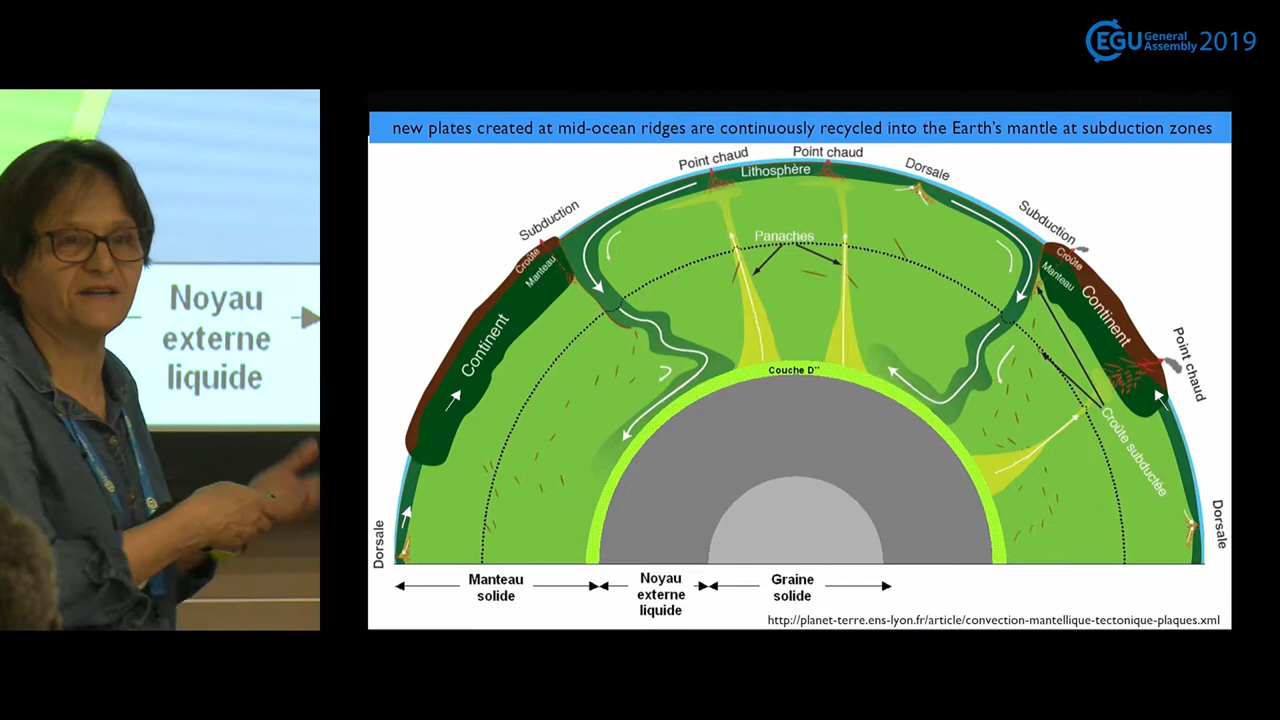 EGU General Assembly 2019
new plates created at mid-ocean ridges are continuously recycled into the Earth's mantle at subduction zones
Point chaud
Point chaud
Dorsale
Lithosphère
Subduction
Subduction
Croûte
Manteau
Panaches
Croûte
Manteau
Continent
Continent
Point chaud
Couche D''
Croûte subductée
Dorsale
Dorsale
Manteau
solide
Noyau
externe
liquide
Graine
solide
http://planet-terre.ens-lyon.fr/article/convection-mantellique-tectonique-plaques.xml
Noyau
externe
liquide